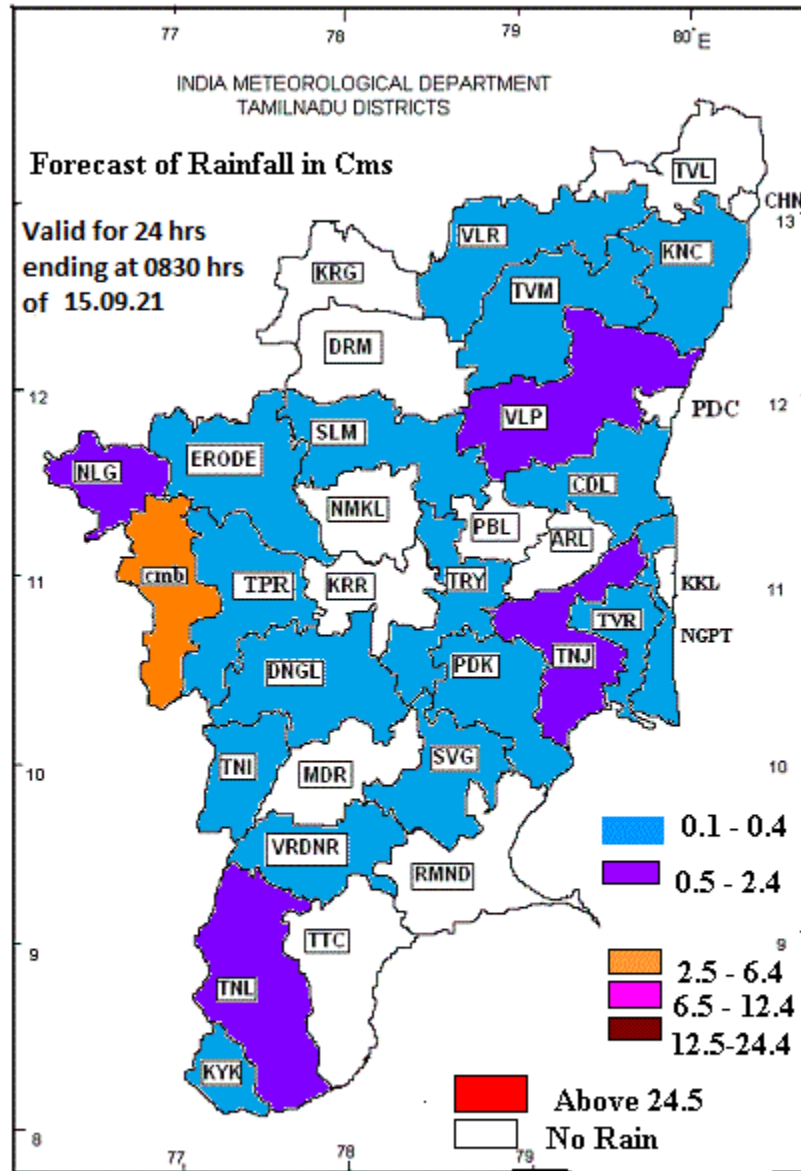 77 78 79 80°E
INDIA METEOROLOGICAL DEPARTMENT
TAMILNADU DISTRICTS
Forecast of Rainfall in Cms
TVL
CHN
13
Valid for 24 hrs
ending at 0830 hrs
of 15.09.21
VLR
KNC
KRG
TVM
DRM
12
12
VLP
PDC
SLM
ERODE
NLG
CDL
NMKL
PBL
ARL
11
cmb
TPR
KRR
TRY
KKL
11
TVR
NGPT
DNGL
PDK
TNJ
10
TNI
MDR
SVG
10
VRDNR
RMND
0.1 - 0.4
0.5 - 2.4
9
TTC
9
TNL
2.5 - 6.4
6.5 - 12.4
12.5-24.4
KYK
Above 24.5
No Rain
8
77 78 79